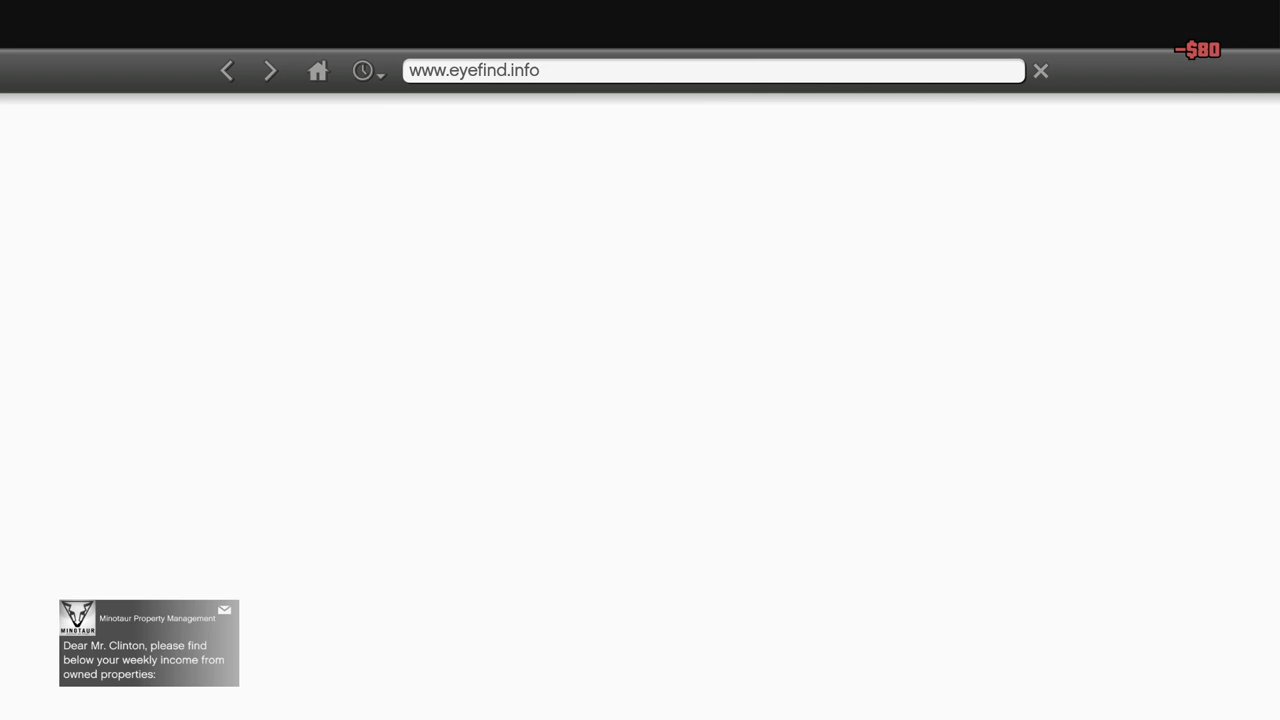 -$80
www.eyefind.info
Minotaur Property Management
MINOTAUR
Dear Mr. Clinton, please find
below your weekly income from
owned properties: